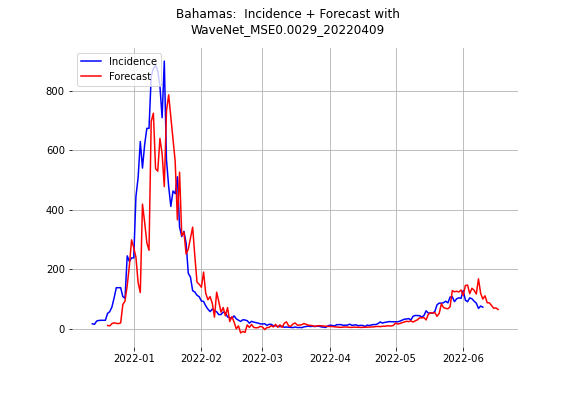 Bahamas:  Incidence + Forecast with
WaveNet_MSE0.0029_20220409
Incidence
Forecast
800
600
400
200
0
2022-01
2022-02
2022-03
2022-04
2022-05
2022-06